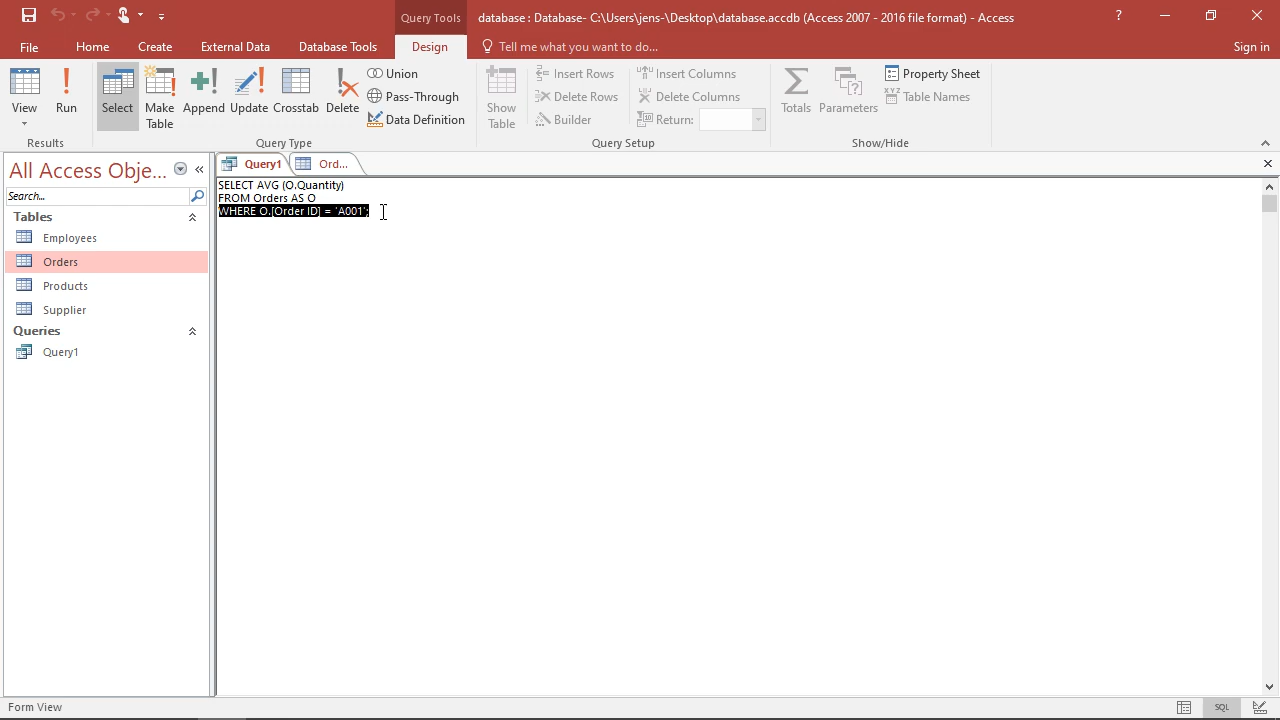 Query Tools
database : Database- C:\Users\jens-\Desktop\database.accdb (Access 2007 - 2016 file format) - Access
?
File
Home
Create
External Data
Database Tools
Design
Tell me what you want to do...
Sign in
View
Run
Select
Make
Table
Append
Update
Crosstab
Delete
Union
Pass-Through
Data Definition
Show
Table
Insert Rows
Delete Rows
Builder
Insert Columns
Delete Columns
Return:
Totals
Parameters
Property Sheet
Table Names
Results
Query Type
Query Setup
Show/Hide
All Access Obje...
Search...
Tables
Employees
Orders
Products
Supplier
Queries
Query1
Query1
Ord...
SELECT AVG (O.Quantity)
FROM Orders AS O
WHERE O.[Order ID] = 'A001';
Form View
SQL